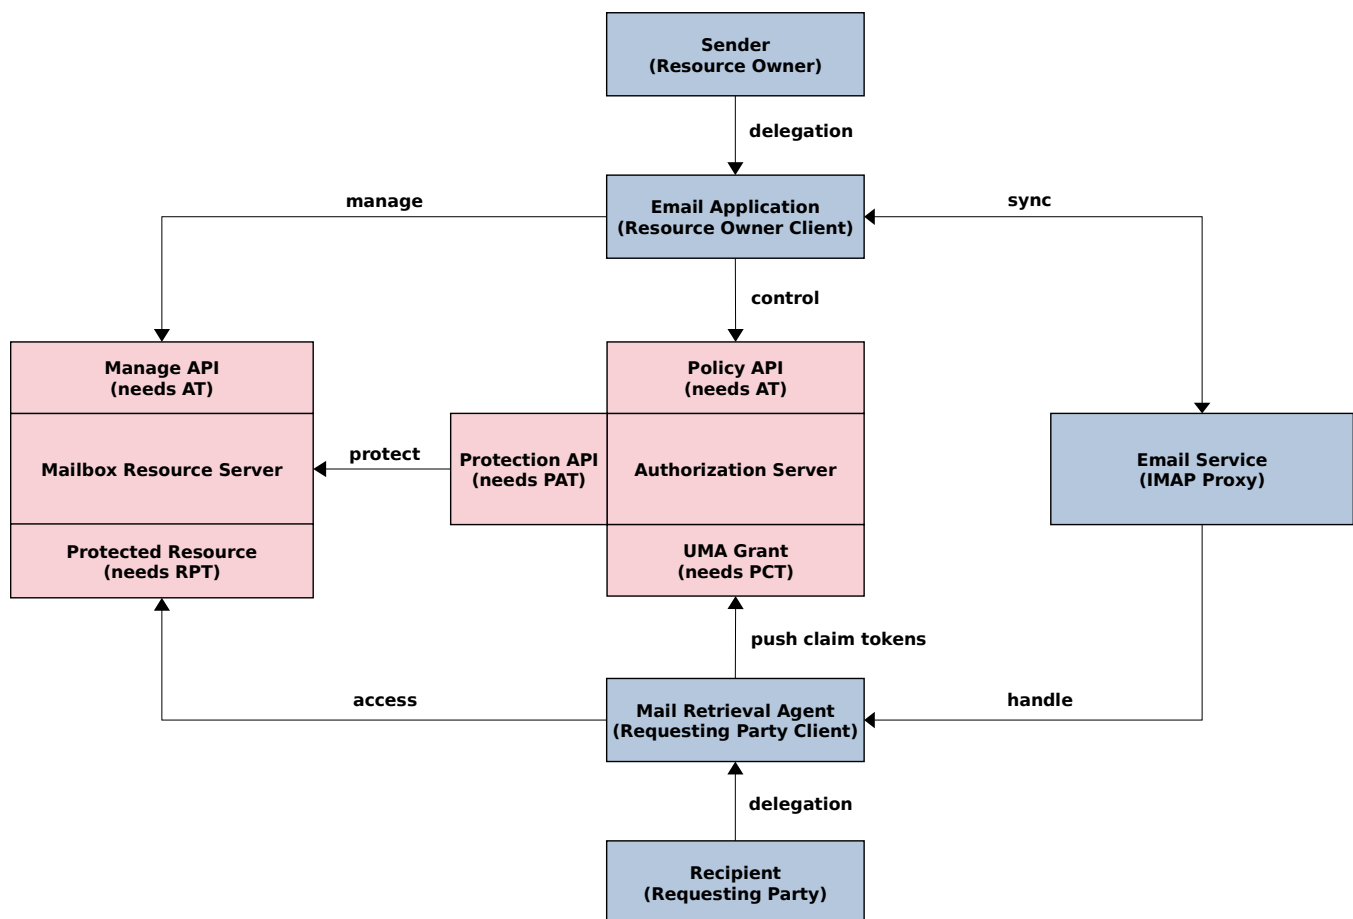 Sender
(Resource Owner)
delegation
manage
Email Application
(Resource Owner Client)
sync
control
Manage API
(needs AT)
Policy API
(needs AT)
Mailbox Resource Server
protect
Protection API
(needs PAT)
Authorization Server
Email Service
(IMAP Proxy)
Protected Resource
(needs RPT)
UMA Grant
(needs PCT)
push claim tokens
access
Mail Retrieval Agent
(Requesting Party Client)
handle
delegation
Recipient
(Requesting Party)